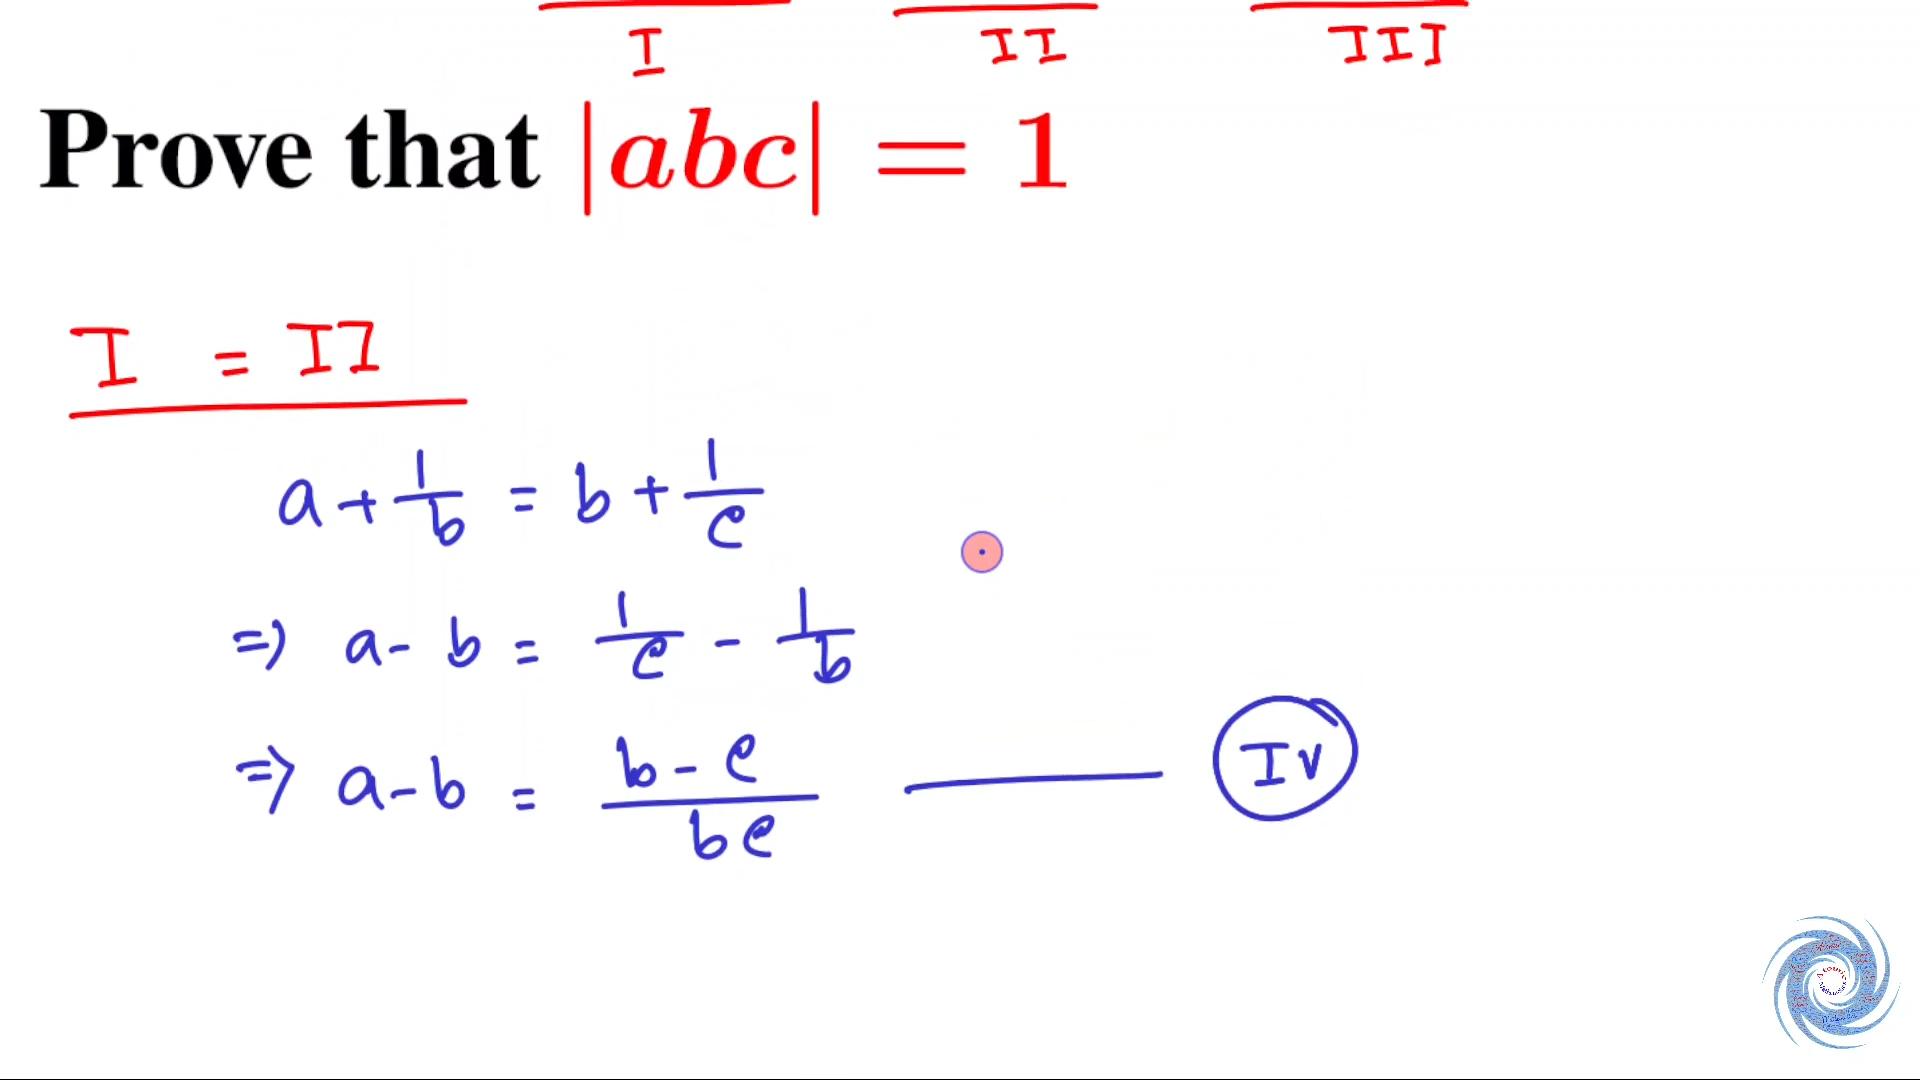 I II III
Prove that |abc| = 1
I = II
a + 1/b = b + 1/c
⇒ a - b = 1/c - 1/b
⇒ a - b = (b - c)/(bc) —— IV